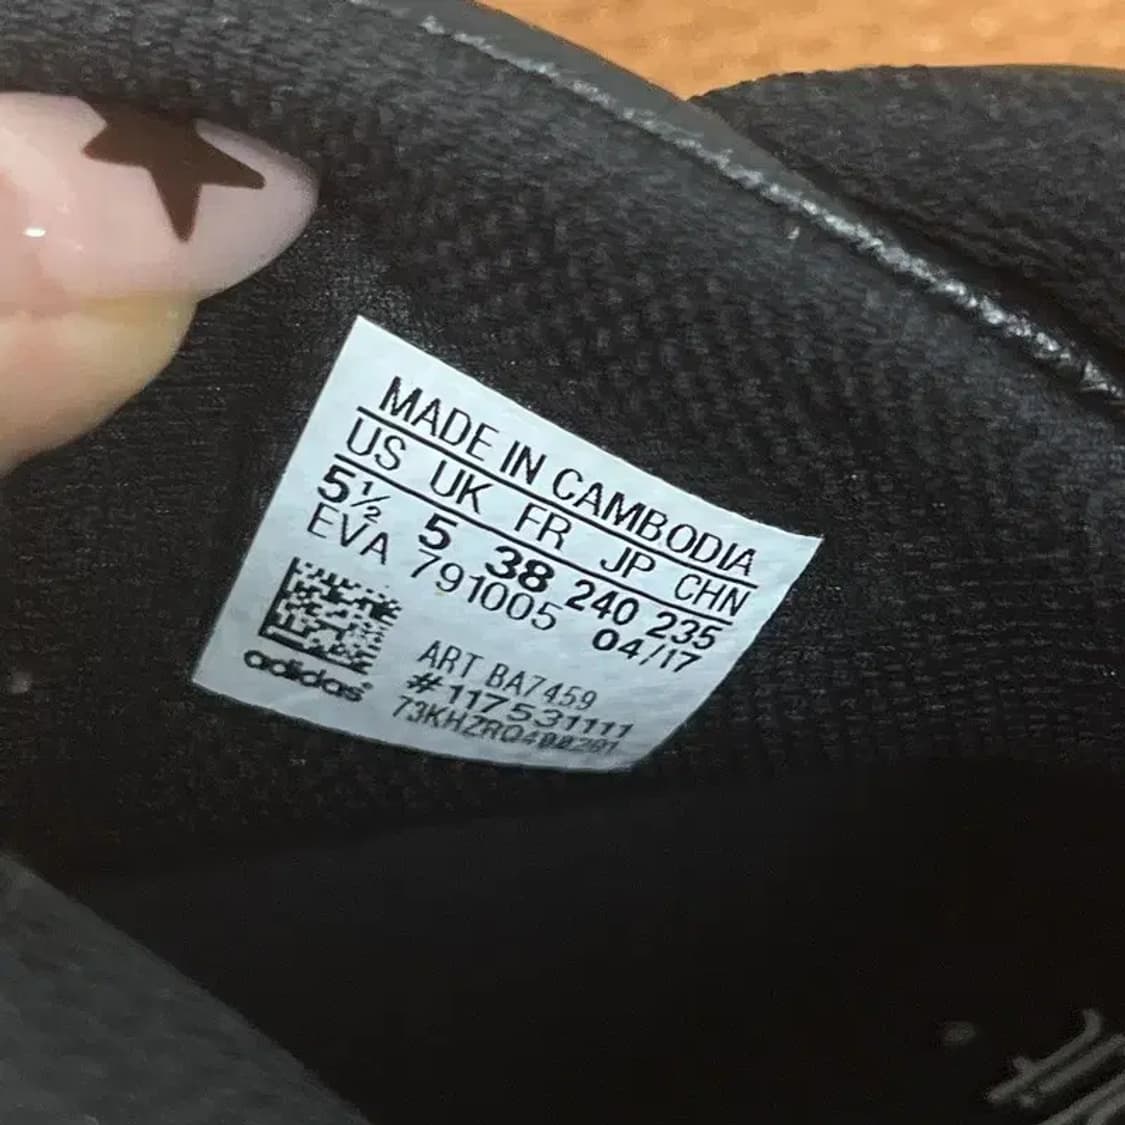 MADE IN CAMBODIA
US UK FR JP CHN
5½ 5 38 240 235
EVA 791005 04/17
ART BA7459
#117531111
adidas